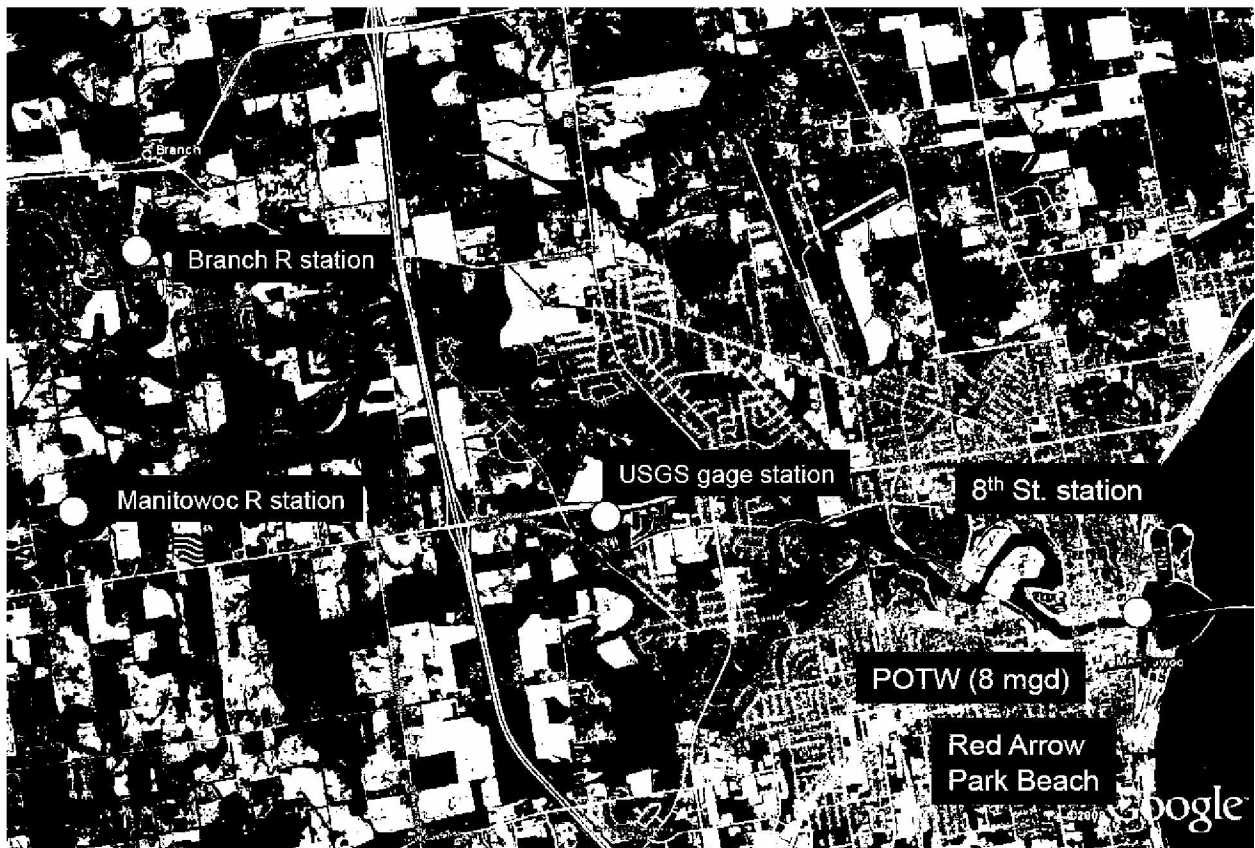 Branch
Branch R station
USGS gage station
Manitowoc R station
8th St. station
POTW (8 mgd)
Red Arrow
Park Beach
Google